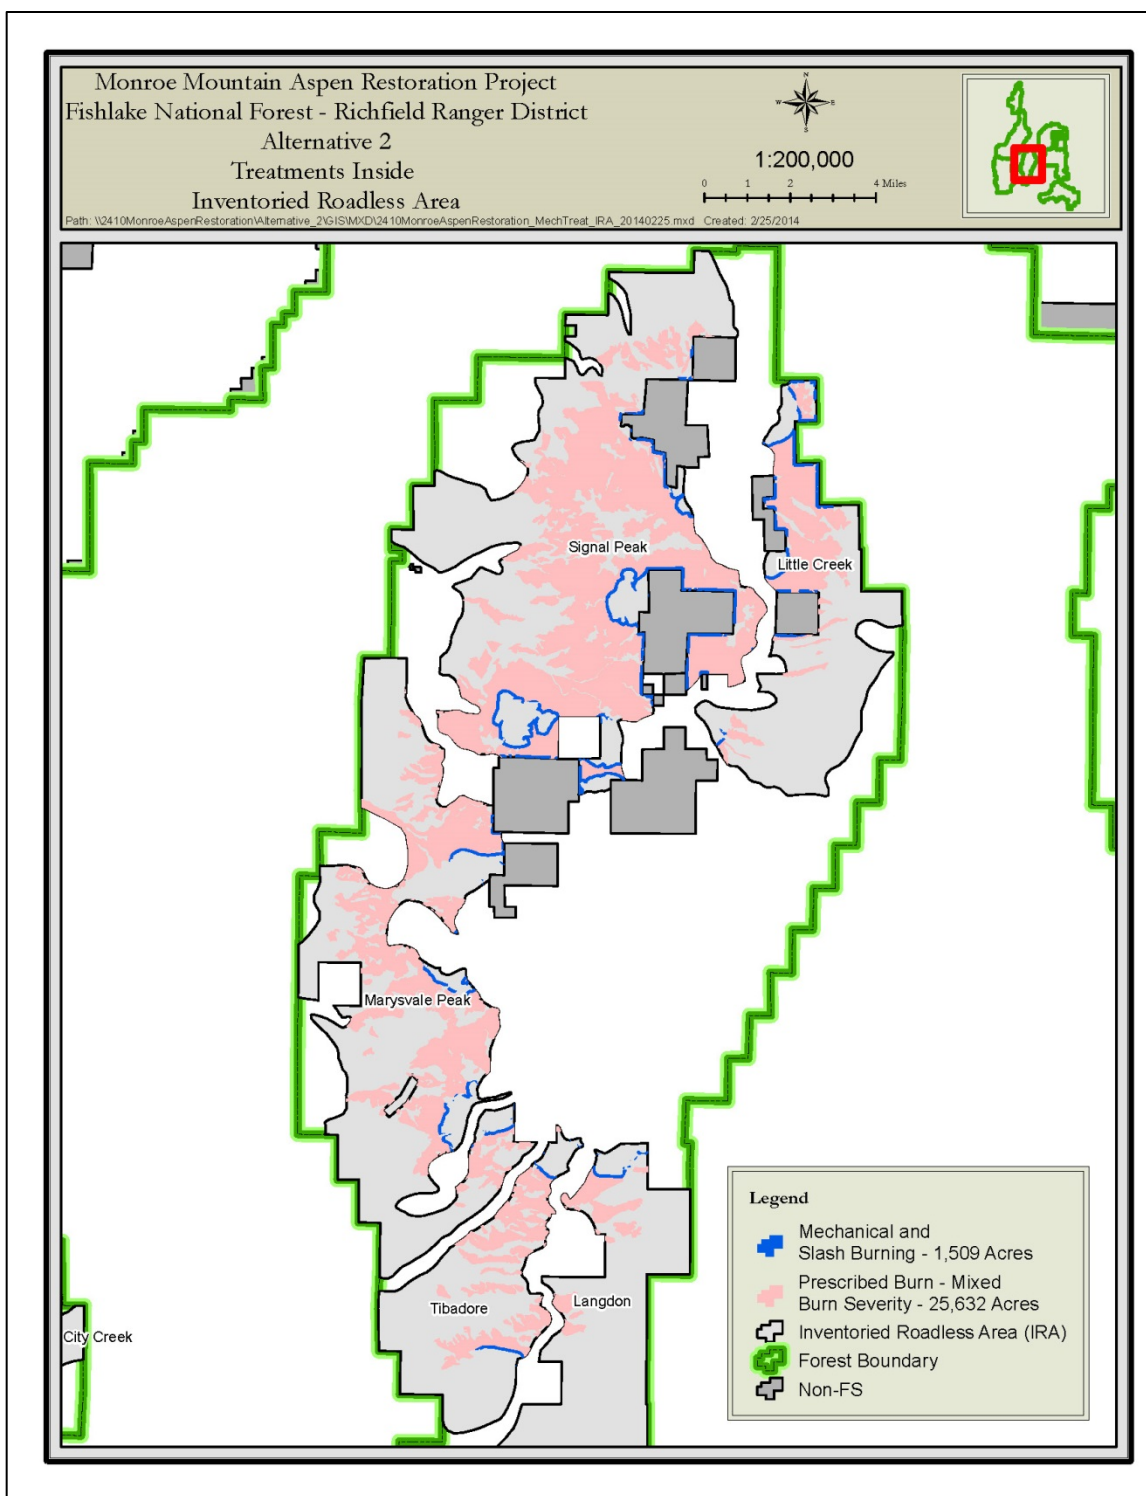 Monroe Mountain Aspen Restoration Project
Fishlake National Forest - Richfield Ranger District
Alternative 2
Treatments Inside
Inventoried Roadless Area
N
W
E
S
1:200,000
0 1 2 4 Miles
Path: \\2410MonroeAspenRestoration\Alternative_2\GIS\MXD\2410MonroeAspenRestoration_MechTreat_IRA_20140225.mxd Created: 2/25/2014
Signal Peak
Little Creek
Marysvale Peak
Tibadore
Langdon
City Creek
Legend
Mechanical and
Slash Burning - 1,509 Acres
Prescribed Burn - Mixed
Burn Severity - 25,632 Acres
Inventoried Roadless Area (IRA)
Forest Boundary
Non-FS